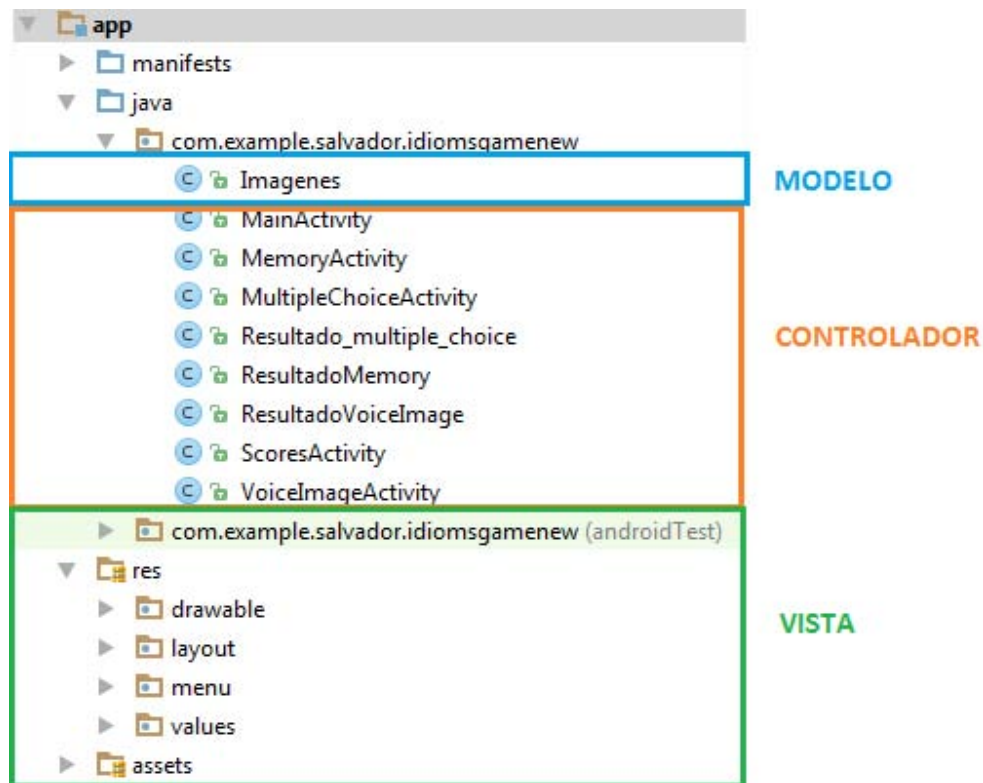 app
manifests
java
com.example.salvador.idiomsgamenew
Imagenes
MODELO
MainActivity
MemoryActivity
MultipleChoiceActivity
Resultado_multiple_choice
CONTROLADOR
ResultadoMemory
ResultadoVoiceImage
ScoresActivity
VoiceImageActivity
com.example.salvador.idiomsgamenew (androidTest)
res
drawable
VISTA
layout
menu
values
assets